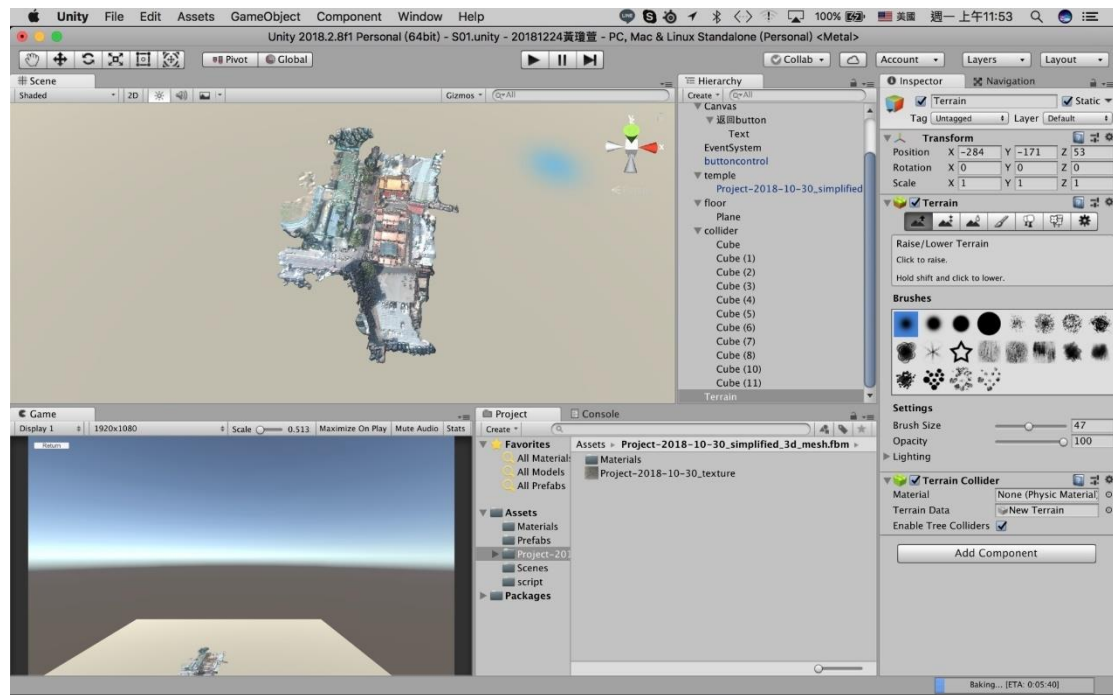 Unity File Edit Assets GameObject Component Window Help 100% 美國 週一上午11:53
Unity 2018.2.8f1 Personal (64bit) - S01.unity - 20181224黃瓊萱 - PC, Mac & Linux Standalone (Personal) <Metal>
Pivot Global Collab Account Layers Layout
Scene
Shaded 2D Gizmos All
Hierarchy
Create All
Canvas
返回button
Text
EventSystem
buttoncontrol
temple
Project-2018-10-30_simplified
floor
Plane
collider
Cube
Cube (1)
Cube (2)
Cube (3)
Cube (4)
Cube (5)
Cube (6)
Cube (7)
Cube (8)
Cube (10)
Cube (11)
Terrain
Inspector Navigation
Terrain Static
Tag Untagged Layer Default
Transform
Position X -284 Y -171 Z 53
Rotation X 0 Y 0 Z 0
Scale X 1 Y 1 Z 1
Terrain
Raise/Lower Terrain
Click to raise.
Hold shift and click to lower.
Brushes
Settings
Brush Size 47
Opacity 100
Lighting
Terrain Collider
Material None (Physic Material)
Terrain Data New Terrain
Enable Tree Colliders
Add Component
Game
Display 1 1920x1080 Scale 0.513 Maximize On Play Mute Audio Stats
Return
Project Console
Create
Favorites
All Materials
All Models
All Prefabs
Assets
Materials
Prefabs
Project-201
Scenes
script
Packages
Assets ▸ Project-2018-10-30_simplified_3d_mesh.fbm ▸
Materials
Project-2018-10-30_texture
Baking... [ETA: 0:05:40]